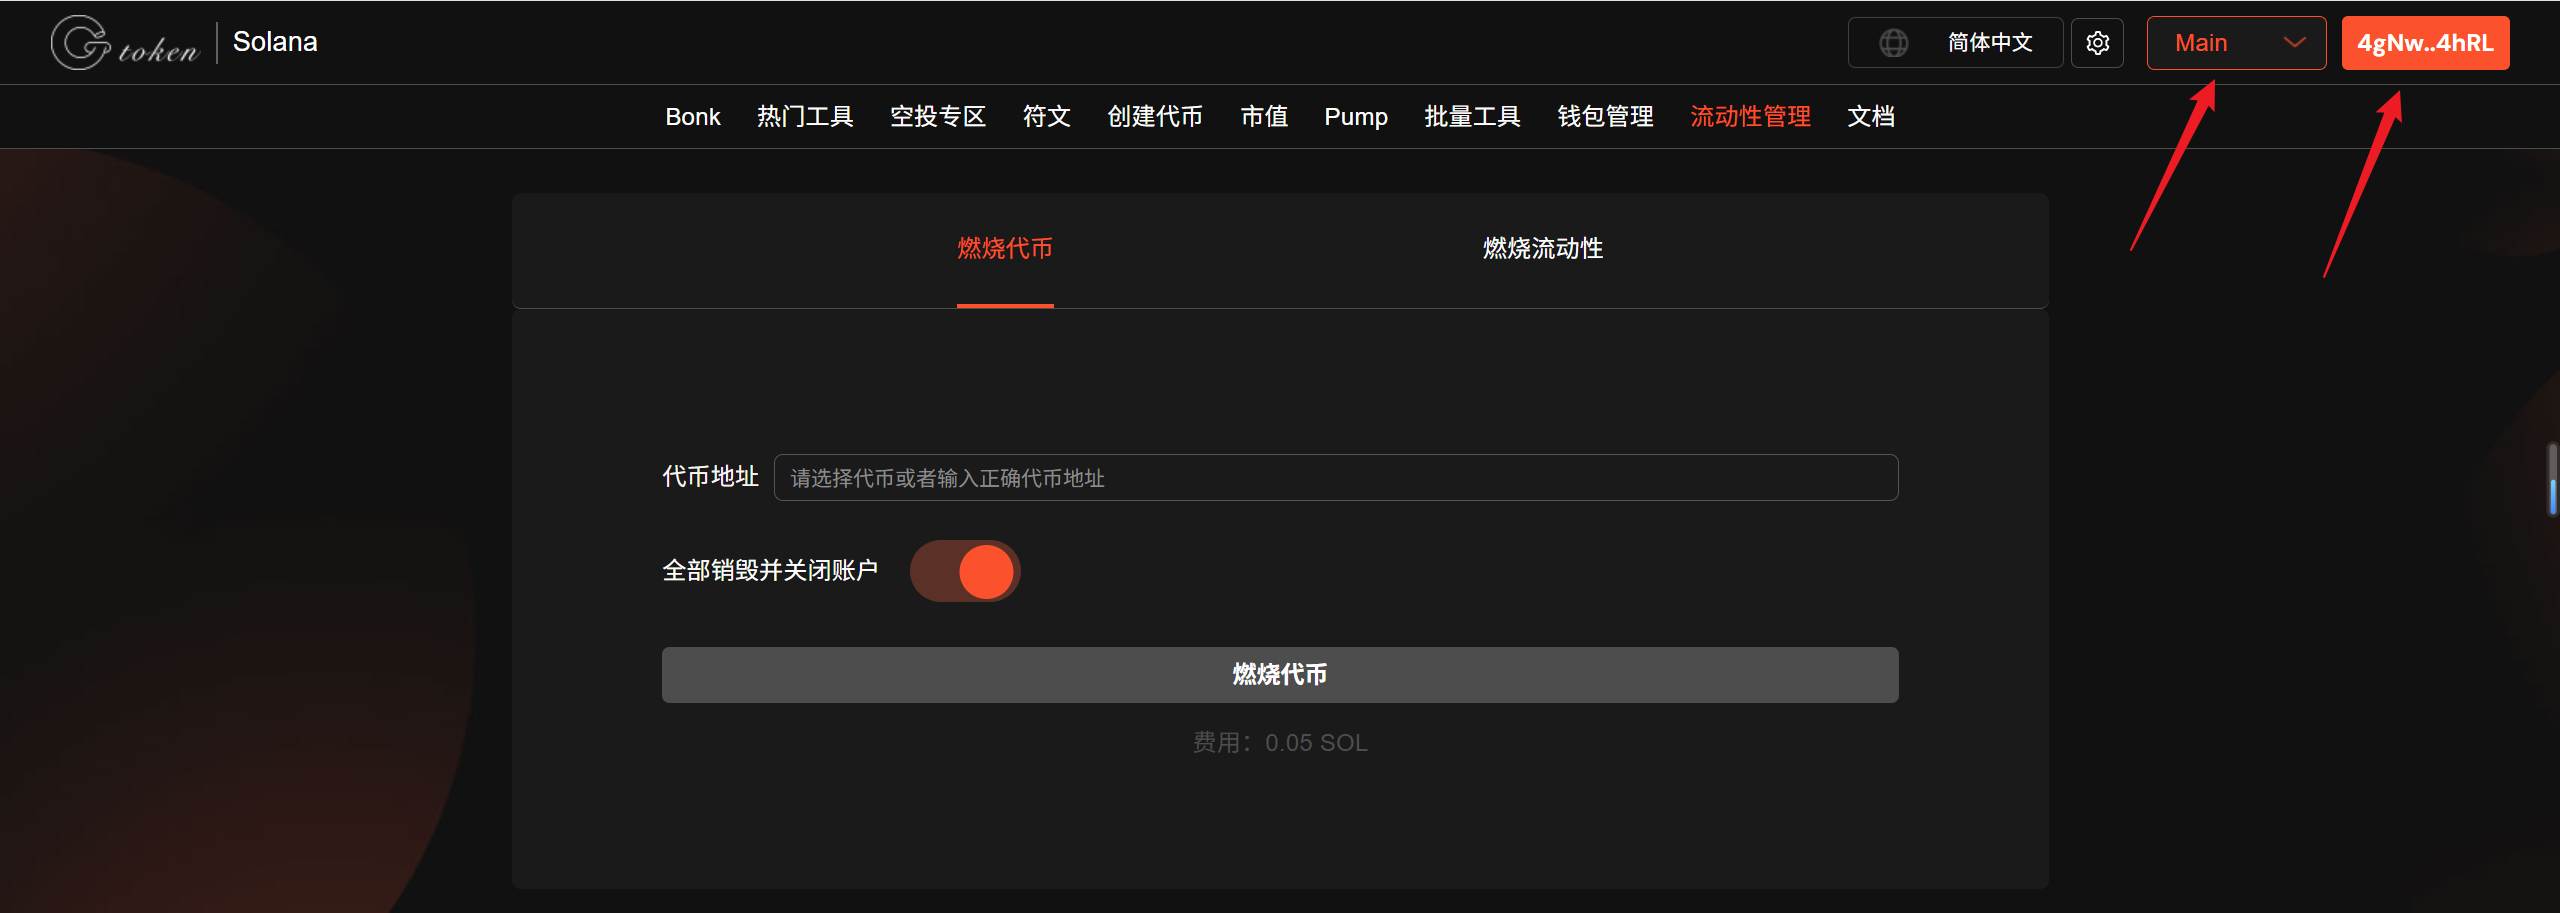 GTtoken | Solana
简体中文
Main
4gNw..4hRL
Bonk 热门工具 空投专区 符文 创建代币 市值 Pump 批量工具 钱包管理 流动性管理 文档
燃烧代币 燃烧流动性
代币地址 请选择代币或者输入正确代币地址
全部销毁并关闭账户
燃烧代币
费用：0.05 SOL